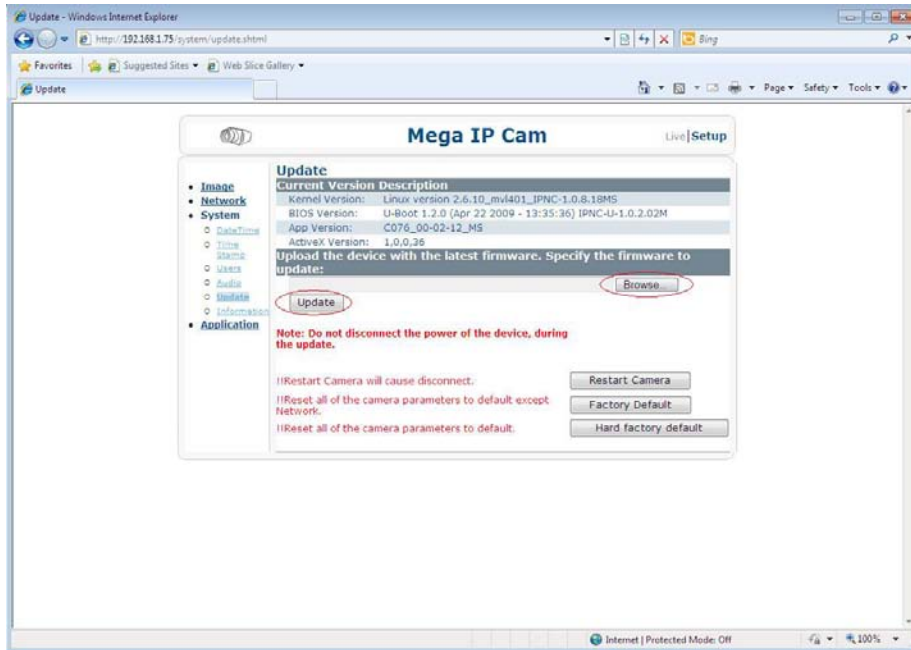 Update - Windows Internet Explorer
http://192.168.1.75/system/update.shtml
Bing
Favorites
Suggested Sites
Web Slice Gallery
Update
Page
Safety
Tools
Mega IP Cam
Live|Setup
Image
Network
System
DateTime
Time Stamp
Users
Audio
Update
Information
Application
Update
Current Version Description
Kernel Version: Linux version 2.6.10_mvl401_IPNC-1.0.8.18MS
BIOS Version: U-Boot 1.2.0 (Apr 22 2009 - 13:35:36) IPNC-U-1.0.2.02M
App Version: C076_00-02-12_MS
ActiveX Version: 1,0,0,36
Upload the device with the latest firmware. Specify the firmware to
update:
Browse...
Update
Note: Do not disconnect the power of the device, during
the update.
!!Restart Camera will cause disconnect.
Restart Camera
!!Reset all of the camera parameters to default except
Network.
Factory Default
!!Reset all of the camera parameters to default.
Hard factory default
Internet | Protected Mode: Off
100%